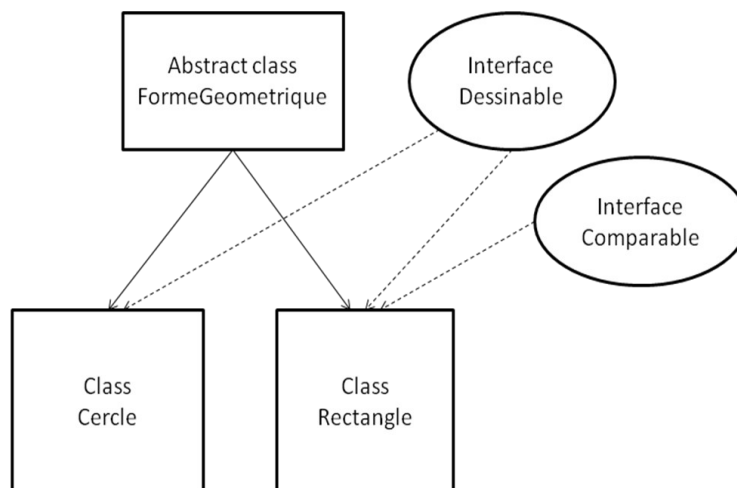 Abstract class
FormeGeometrique
Interface
Dessinable
Interface
Comparable
Class
Cercle
Class
Rectangle